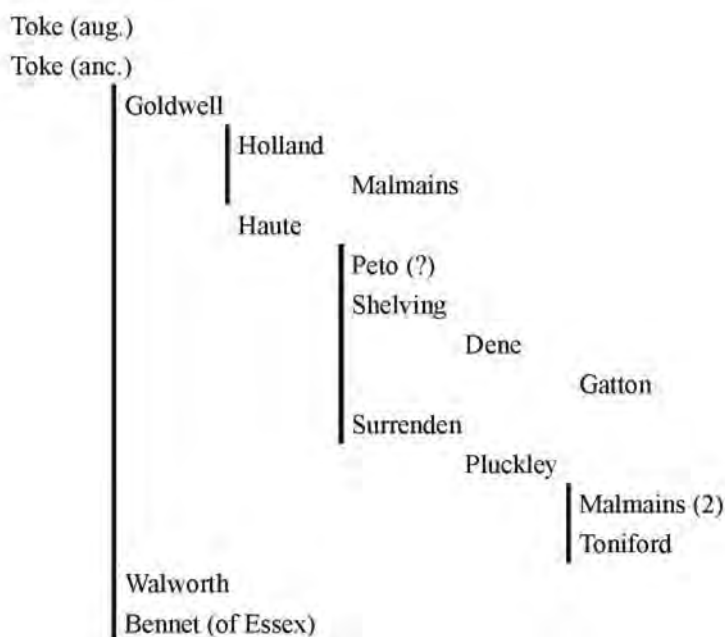 Toke (aug.)
Toke (anc.)
Goldwell
Holland
Malmains
Haute
Peto (?)
Shelving
Dene
Gatton
Surrenden
Pluckley
Malmains (2)
Toniford
Walworth
Bennet (of Essex)